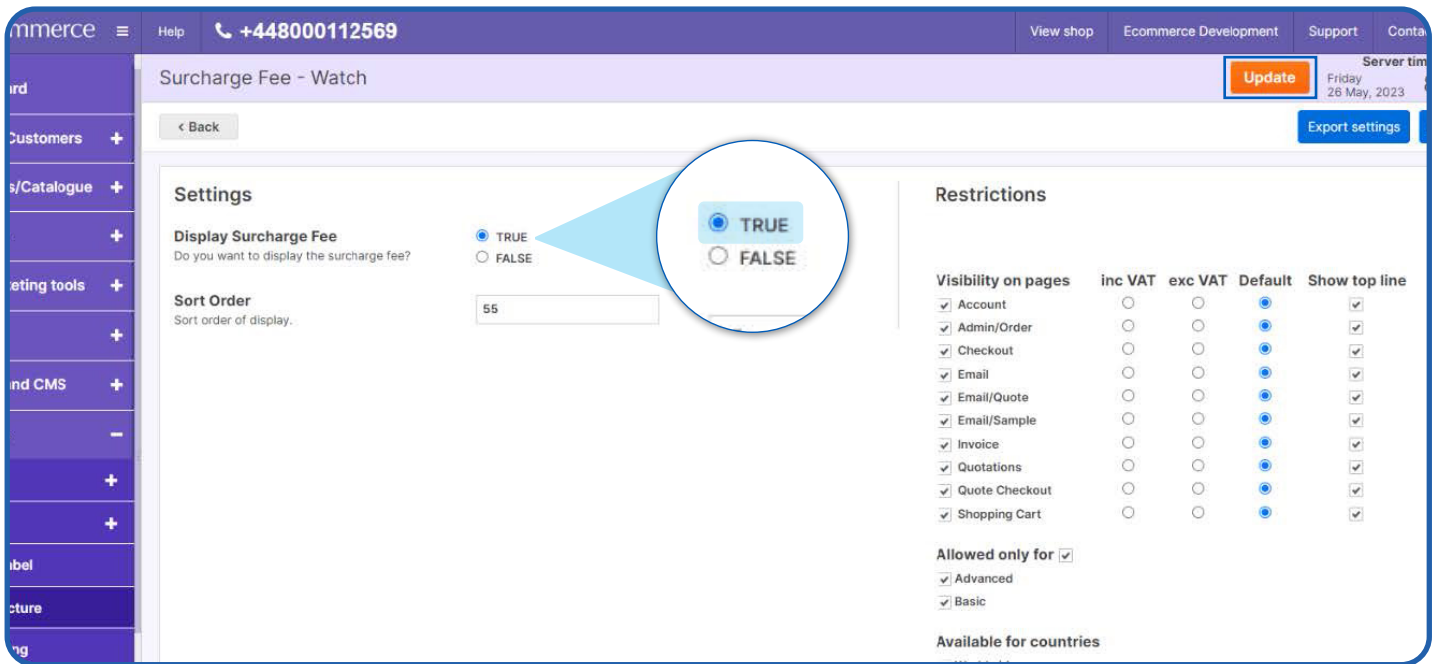 mmerce
Help
+448000112569
View shop
Ecommerce Development
Support
Surcharge Fee - Watch
Update
Server tim
Friday
26 May, 2023
< Back
Export settings
rd
Customers
s/Catalogue
eting tools
nd CMS
abel
cture
ng
Settings
Display Surcharge Fee
Do you want to display the surcharge fee?
TRUE
FALSE
Sort Order
Sort order of display.
55
TRUE
FALSE
Restrictions
Visibility on pages inc VAT exc VAT Default Show top line
Account
Admin/Order
Checkout
Email
Email/Quote
Email/Sample
Invoice
Quotations
Quote Checkout
Shopping Cart
Allowed only for
Advanced
Basic
Available for countries